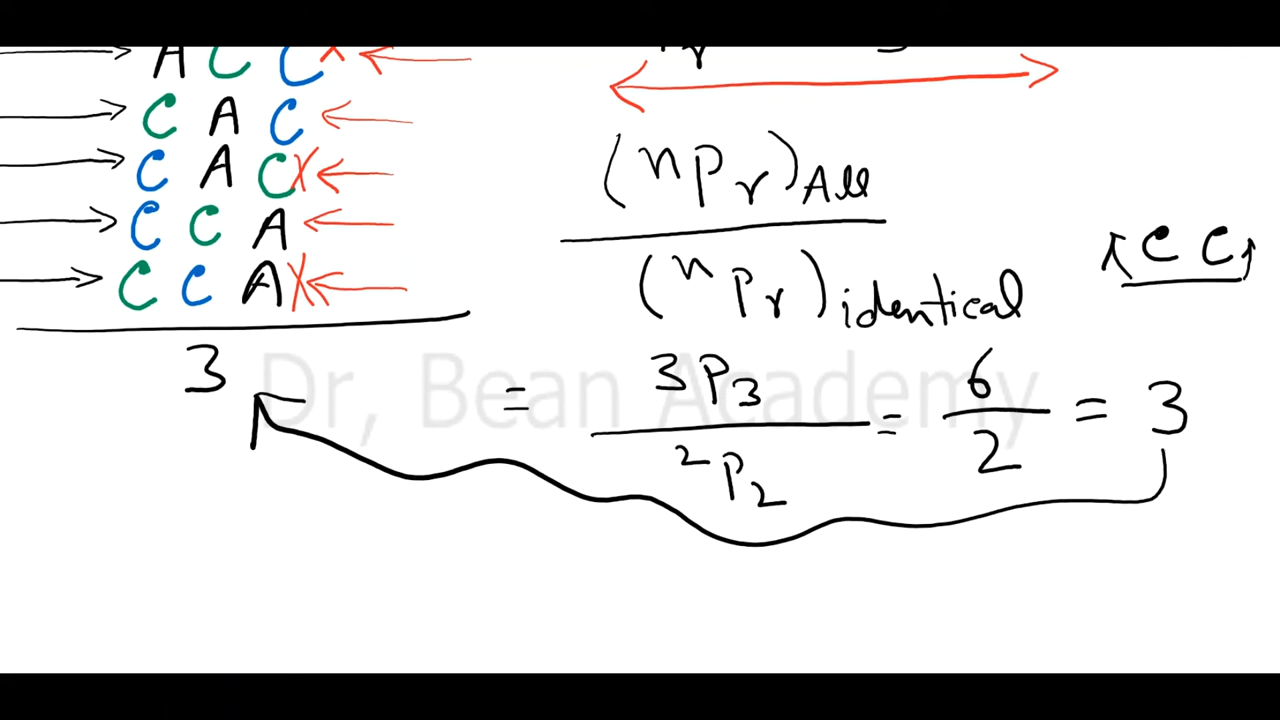 A C C X
C A C
C A C X
C C A
C C A X
3
(nPr)All
(nPr)identical
C C
= 3P3 / 2P2 = 6 / 2 = 3
Dr, Bean Academy